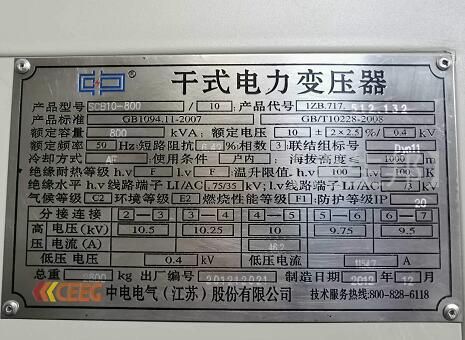 干式电力变压器
产品型号 SCB10-800 / 10 产品代号 1ZB.717.512.132
产品标准 GB1094.11-2007 GB/T10228-2008
额定容量 800 kVA 额定电压 10 ± 2×2.5 %/ 0.4 kV
额定频率 50 Hz 短路阻抗 % 相数 3 联结组标号 Dyn11
冷却方式 AF 使用条件 户内 海拔高度≤ 1000 m
绝缘耐热等级h.v F l.v F 温升限值h.v 100 l.v 100 K
绝缘水平 h.v线路端子LI/AC 75/35 kV; l.v线路端子LI/AC /3 kV
气候等级 C2 环境等级 E2 燃烧性能等级 F1 防护等级IP 20
分接连接 2—3 3—4 4—5 5—6 6—7
高压 电压(kV) 10.5 10.25 10 9.75 9.5
电流(A) 46.2
低压电压 0.4 kV 低压电流 A
总重 kg 出厂编号 制造日期 2012 年 12 月
CEEG 中电电气(江苏)股份有限公司 技术服务热线:800-828-6118